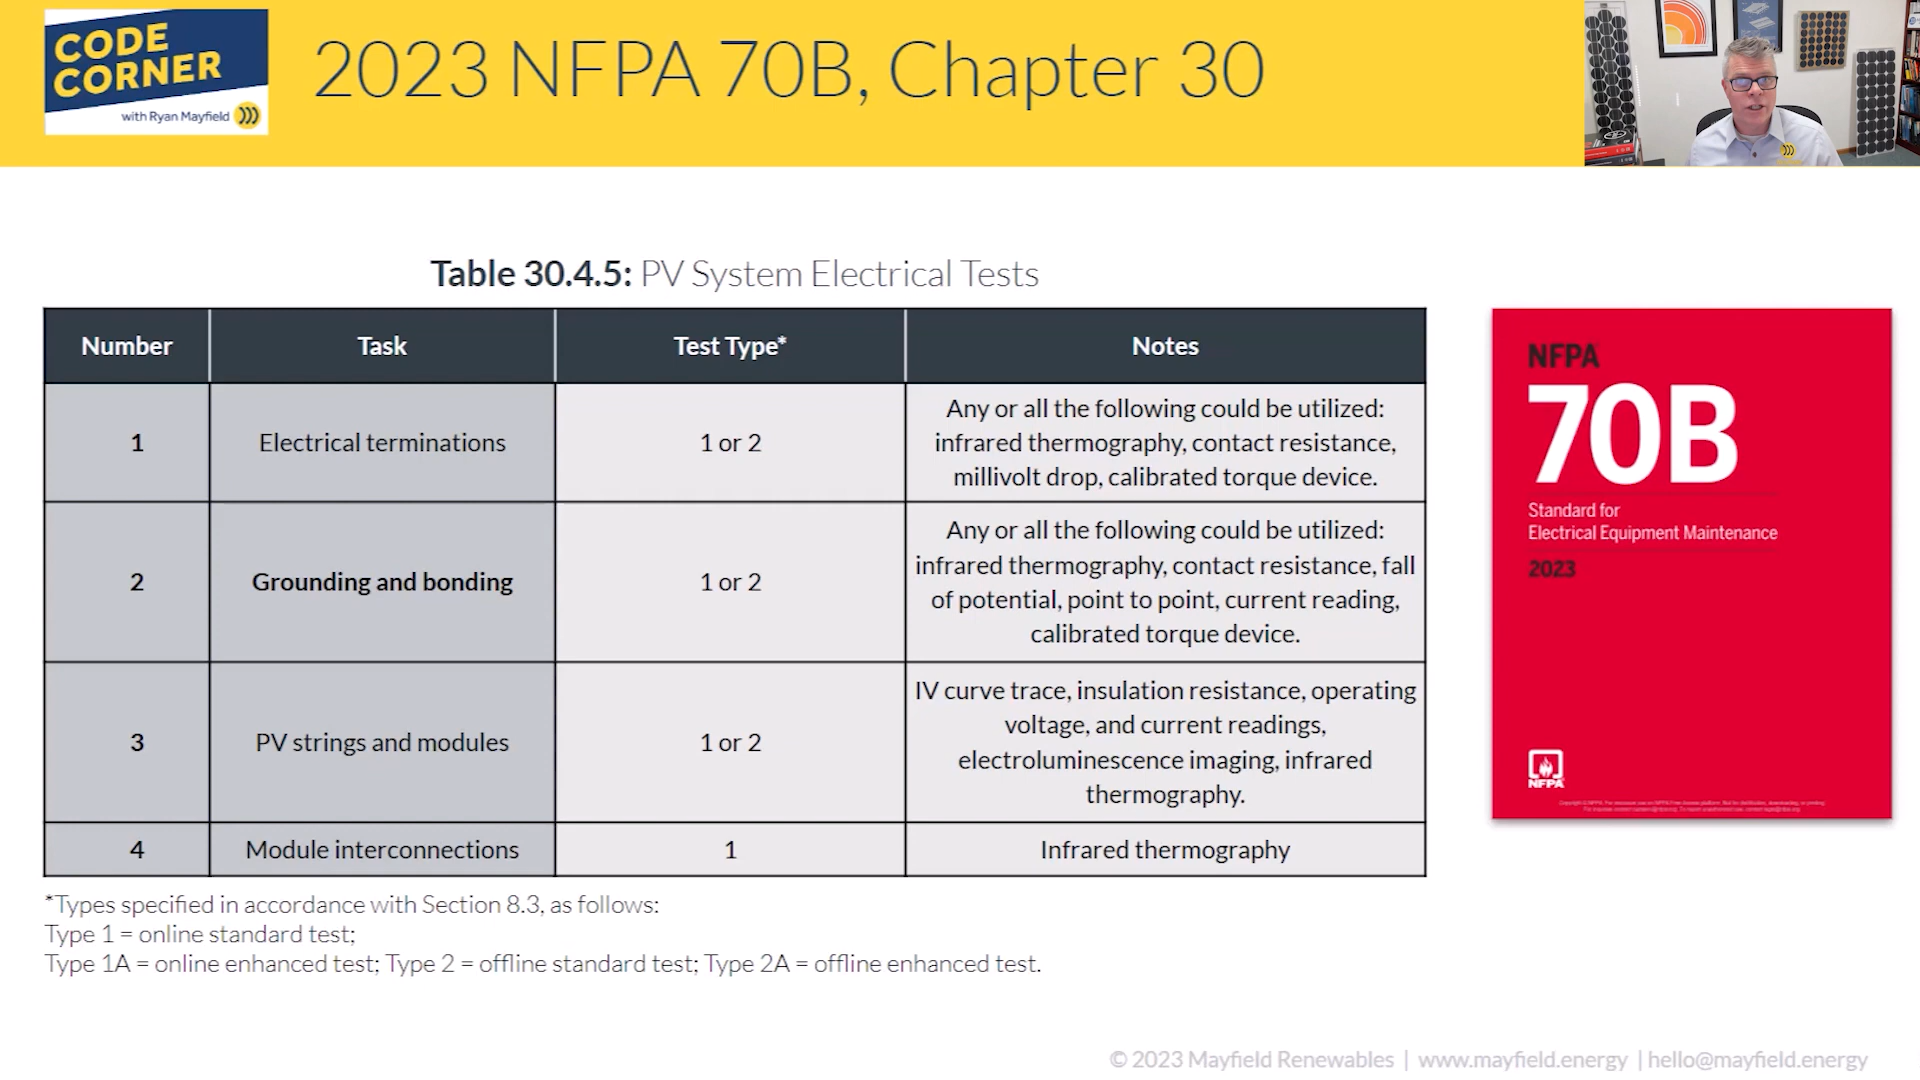 CODE
CORNER
with Ryan Mayfield
2023 NFPA 70B, Chapter 30
Table 30.4.5: PV System Electrical Tests
Number Task Test Type* Notes
1 Electrical terminations 1 or 2 Any or all the following could be utilized:
infrared thermography, contact resistance,
millivolt drop, calibrated torque device.
2 Grounding and bonding 1 or 2 Any or all the following could be utilized:
infrared thermography, contact resistance, fall
of potential, point to point, current reading,
calibrated torque device.
3 PV strings and modules 1 or 2 IV curve trace, insulation resistance, operating
voltage, and current readings,
electroluminescence imaging, infrared
thermography.
4 Module interconnections 1 Infrared thermography
*Types specified in accordance with Section 8.3, as follows:
Type 1 = online standard test;
Type 1A = online enhanced test; Type 2 = offline standard test; Type 2A = offline enhanced test.
NFPA
70B
Standard for
Electrical Equipment Maintenance
2023
NFPA
© 2023 Mayfield Renewables | www.mayfield.energy | hello@mayfield.energy